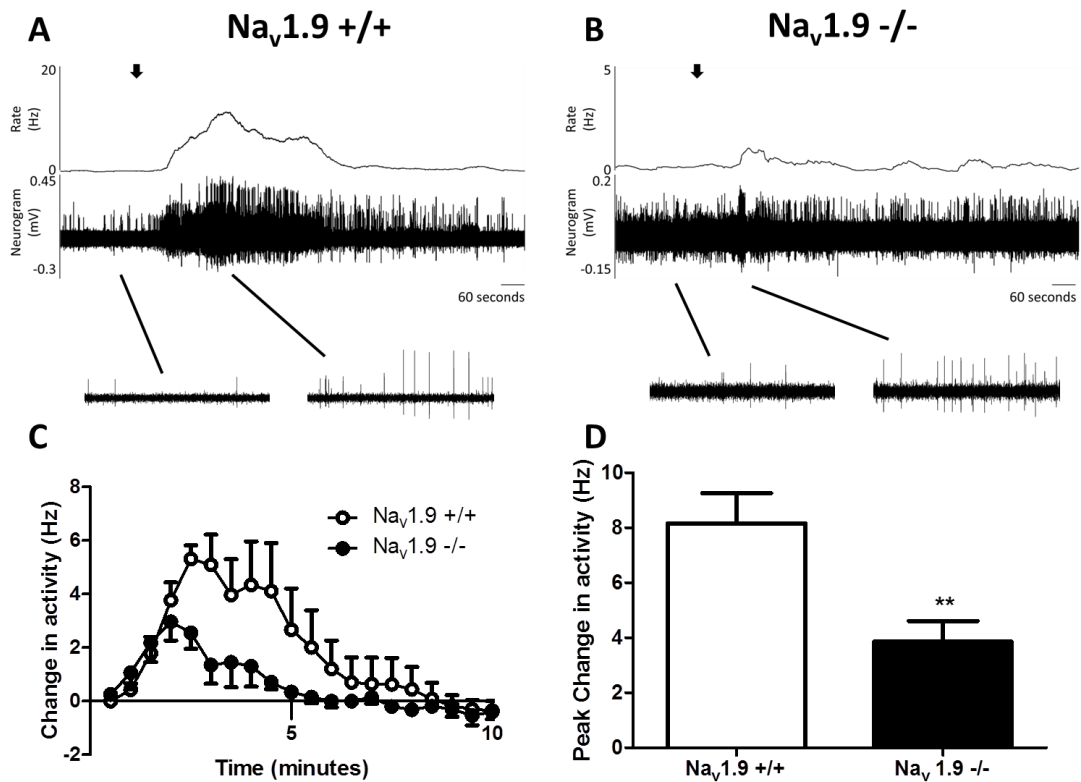 A
Nav1.9 +/+
20
Rate
(Hz)
0
0.45
Neurogram
(mV)
-0.3
60 seconds
B
Nav1.9 -/-
5
Rate
(Hz)
0
0.2
Neurogram
(mV)
-0.15
60 seconds
C
Change in activity (Hz)
8
6
4
2
0
-2
5
10
Time (minutes)
Nav1.9 +/+
Nav1.9 -/-
D
Peak Change in activity (Hz)
10
8
6
4
2
0
**
Nav1.9 +/+
Nav 1.9 -/-